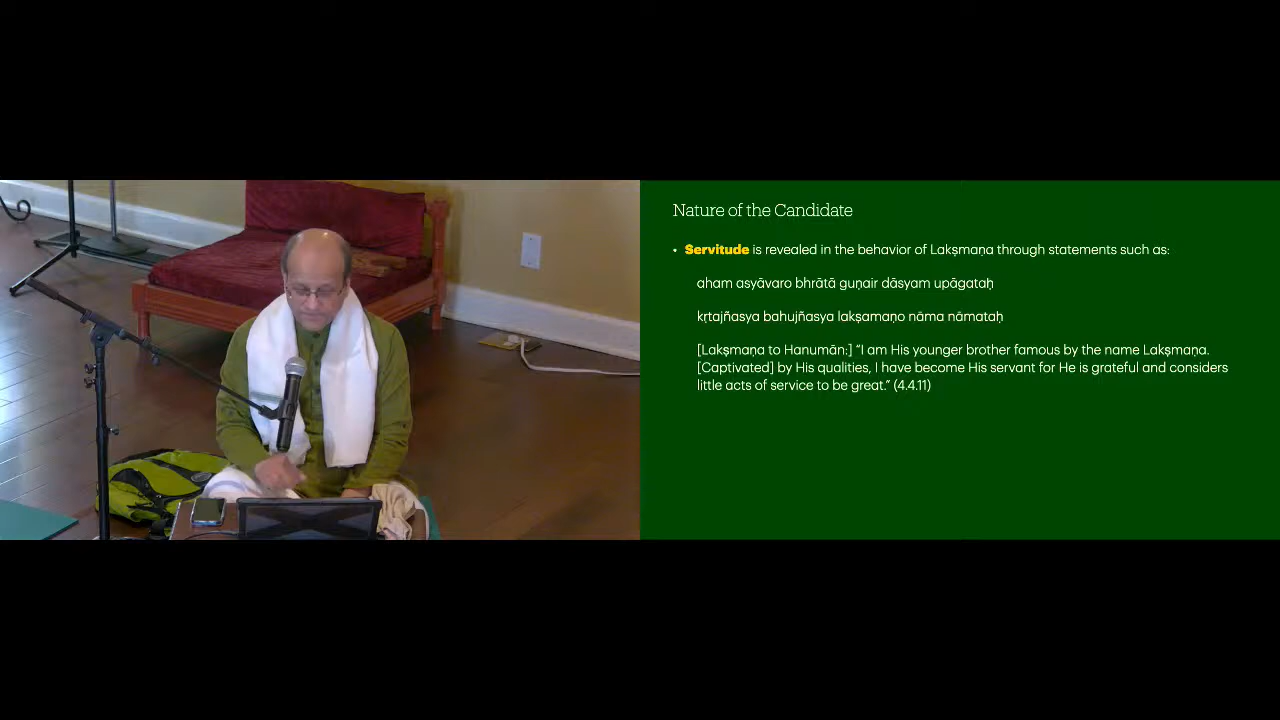 Nature of the Candidate
• Servitude is revealed in the behavior of Lakṣmaṇa through statements such as:
aham asyāvaro bhrātā guṇair dāsyam upāgataḥ
kṛtajñasya bahujñasya lakṣamaṇo nāma nāmataḥ
[Lakṣmaṇa to Hanumān:] “I am His younger brother famous by the name Lakṣmaṇa.
[Captivated] by His qualities, I have become His servant for He is grateful and considers
little acts of service to be great.” (4.4.11)